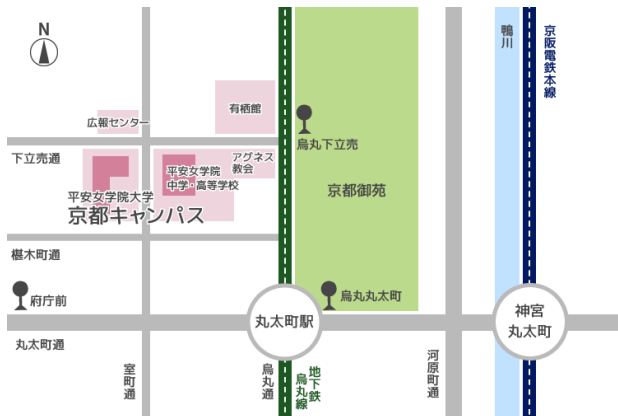 N
鴨川
京阪電鉄本線
有栖館
広報センター
烏丸下立売
下立売通
アグネス
教会
平安女学院
中学・高等学校
平安女学院大学
京都キャンパス
京都御苑
椹木町通
府庁前
烏丸丸太町
丸太町駅
神宮
丸太町
丸太町通
室町通
烏丸通
地下鉄
烏丸線
河原町通